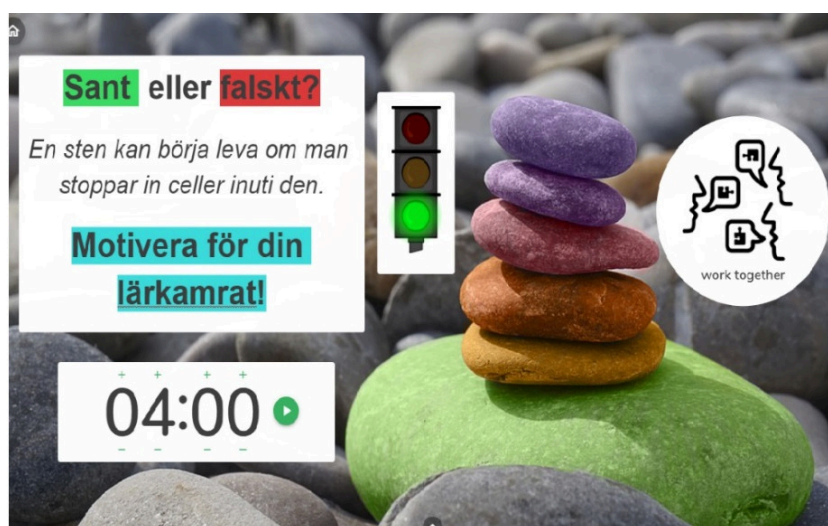 Sant eller falskt?
En sten kan börja leva om man
stoppar in celler inuti den.
Motivera för din
lärkamrat!
04:00
work together